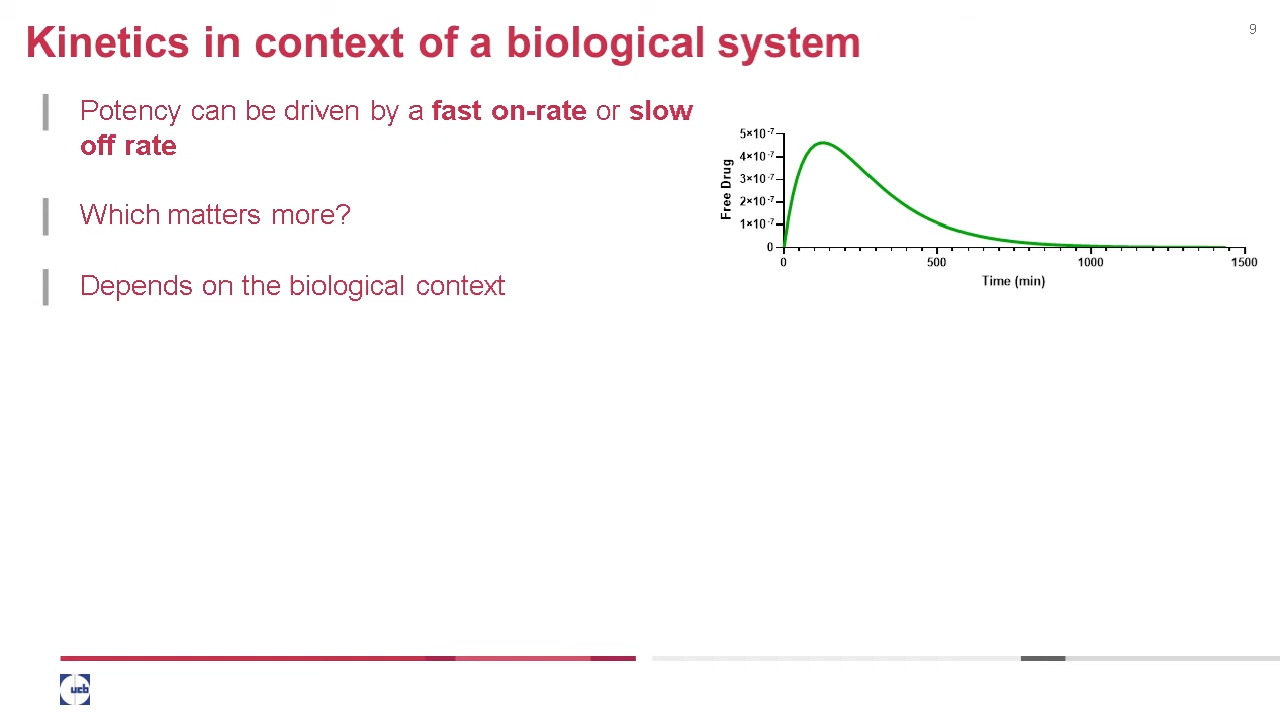 Kinetics in context of a biological system
9
Potency can be driven by a fast on-rate or slow
off rate
Which matters more?
Depends on the biological context
Free Drug
5×10⁻⁷
4×10⁻⁷
3×10⁻⁷
2×10⁻⁷
1×10⁻⁷
0
0 500 1000 1500
Time (min)
ucb